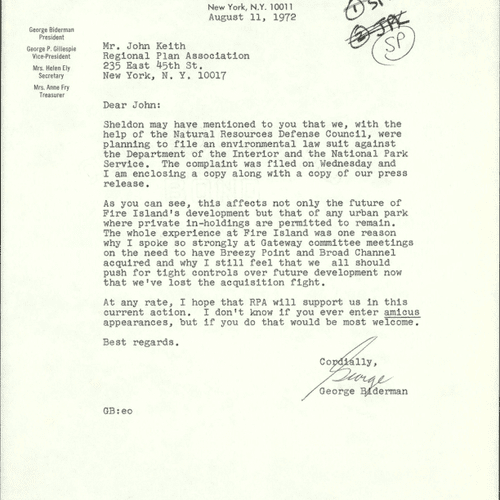 New York, N.Y. 10011
August 11, 1972
① SP
② JPK
SP
George Biderman
President
George P. Gillespie
Vice-President
Mrs. Helen Ely
Secretary
Mrs. Anne Fry
Treasurer
Mr. John Keith
Regional Plan Association
235 East 45th St.
New York, N. Y. 10017
Dear John:
Sheldon may have mentioned to you that we, with the
help of the Natural Resources Defense Council, were
planning to file an environmental law suit against
the Department of the Interior and the National Park
Service.  The complaint was filed on Wednesday and
I am enclosing a copy along with a copy of our press
release.
As you can see, this affects not only the future of
Fire Island's development but that of any urban park
where private in-holdings are permitted to remain.
The whole experience at Fire Island was one reason
why I spoke so strongly at Gateway committee meetings
on the need to have Breezy Point and Broad Channel
acquired and why I still feel that we  all should
push for tight controls over future development now
that we've lost the acquisition fight.
At any rate, I hope that RPA will support us in this
current action.  I don't know if you ever enter amicus
appearances, but if you do that would be most welcome.
Best regards.
Cordially,
George
George Biderman
GB:eo